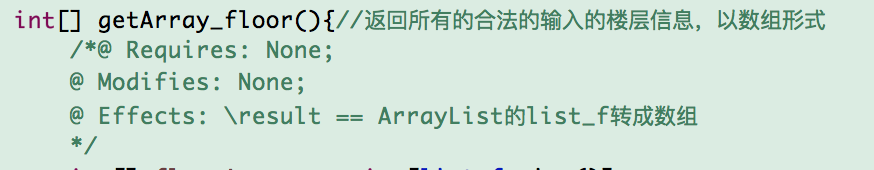 int[] getArray_floor(){//返回所有的合法的输入的楼层信息，以数组形式
/*@ Requires: None;
@ Modifies: None;
@ Effects: \result == ArrayList的list_f转成数组
*/